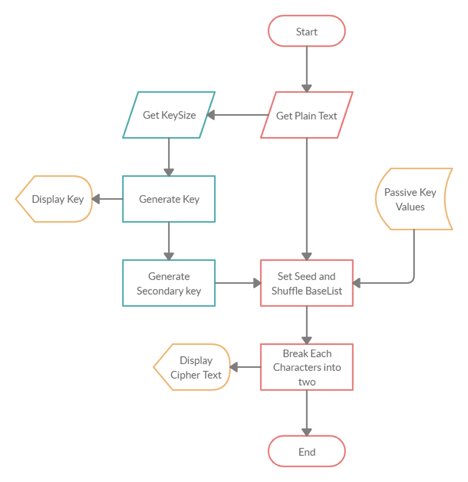 Start
Get KeySize
Get Plain Text
Display Key
Generate Key
Passive Key
Values
Generate
Secondary key
Set Seed and
Shuffle BaseList
Display
Cipher Text
Break Each
Characters into
two
End